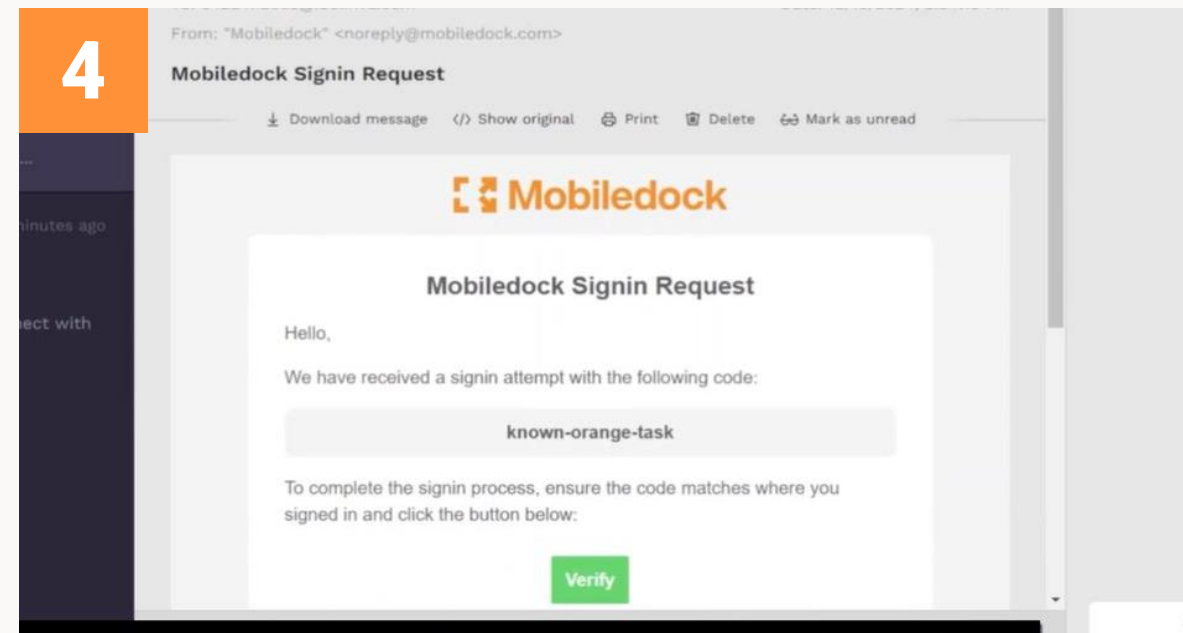 4
From: "Mobiledock" <noreply@mobiledock.com>
Mobiledock Signin Request
Download message </> Show original Print Delete Mark as unread
...
minutes ago
Mobiledock
Mobiledock Signin Request
Hello,
ect with
We have received a signin attempt with the following code:
known-orange-task
To complete the signin process, ensure the code matches where you
signed in and click the button below:
Verify